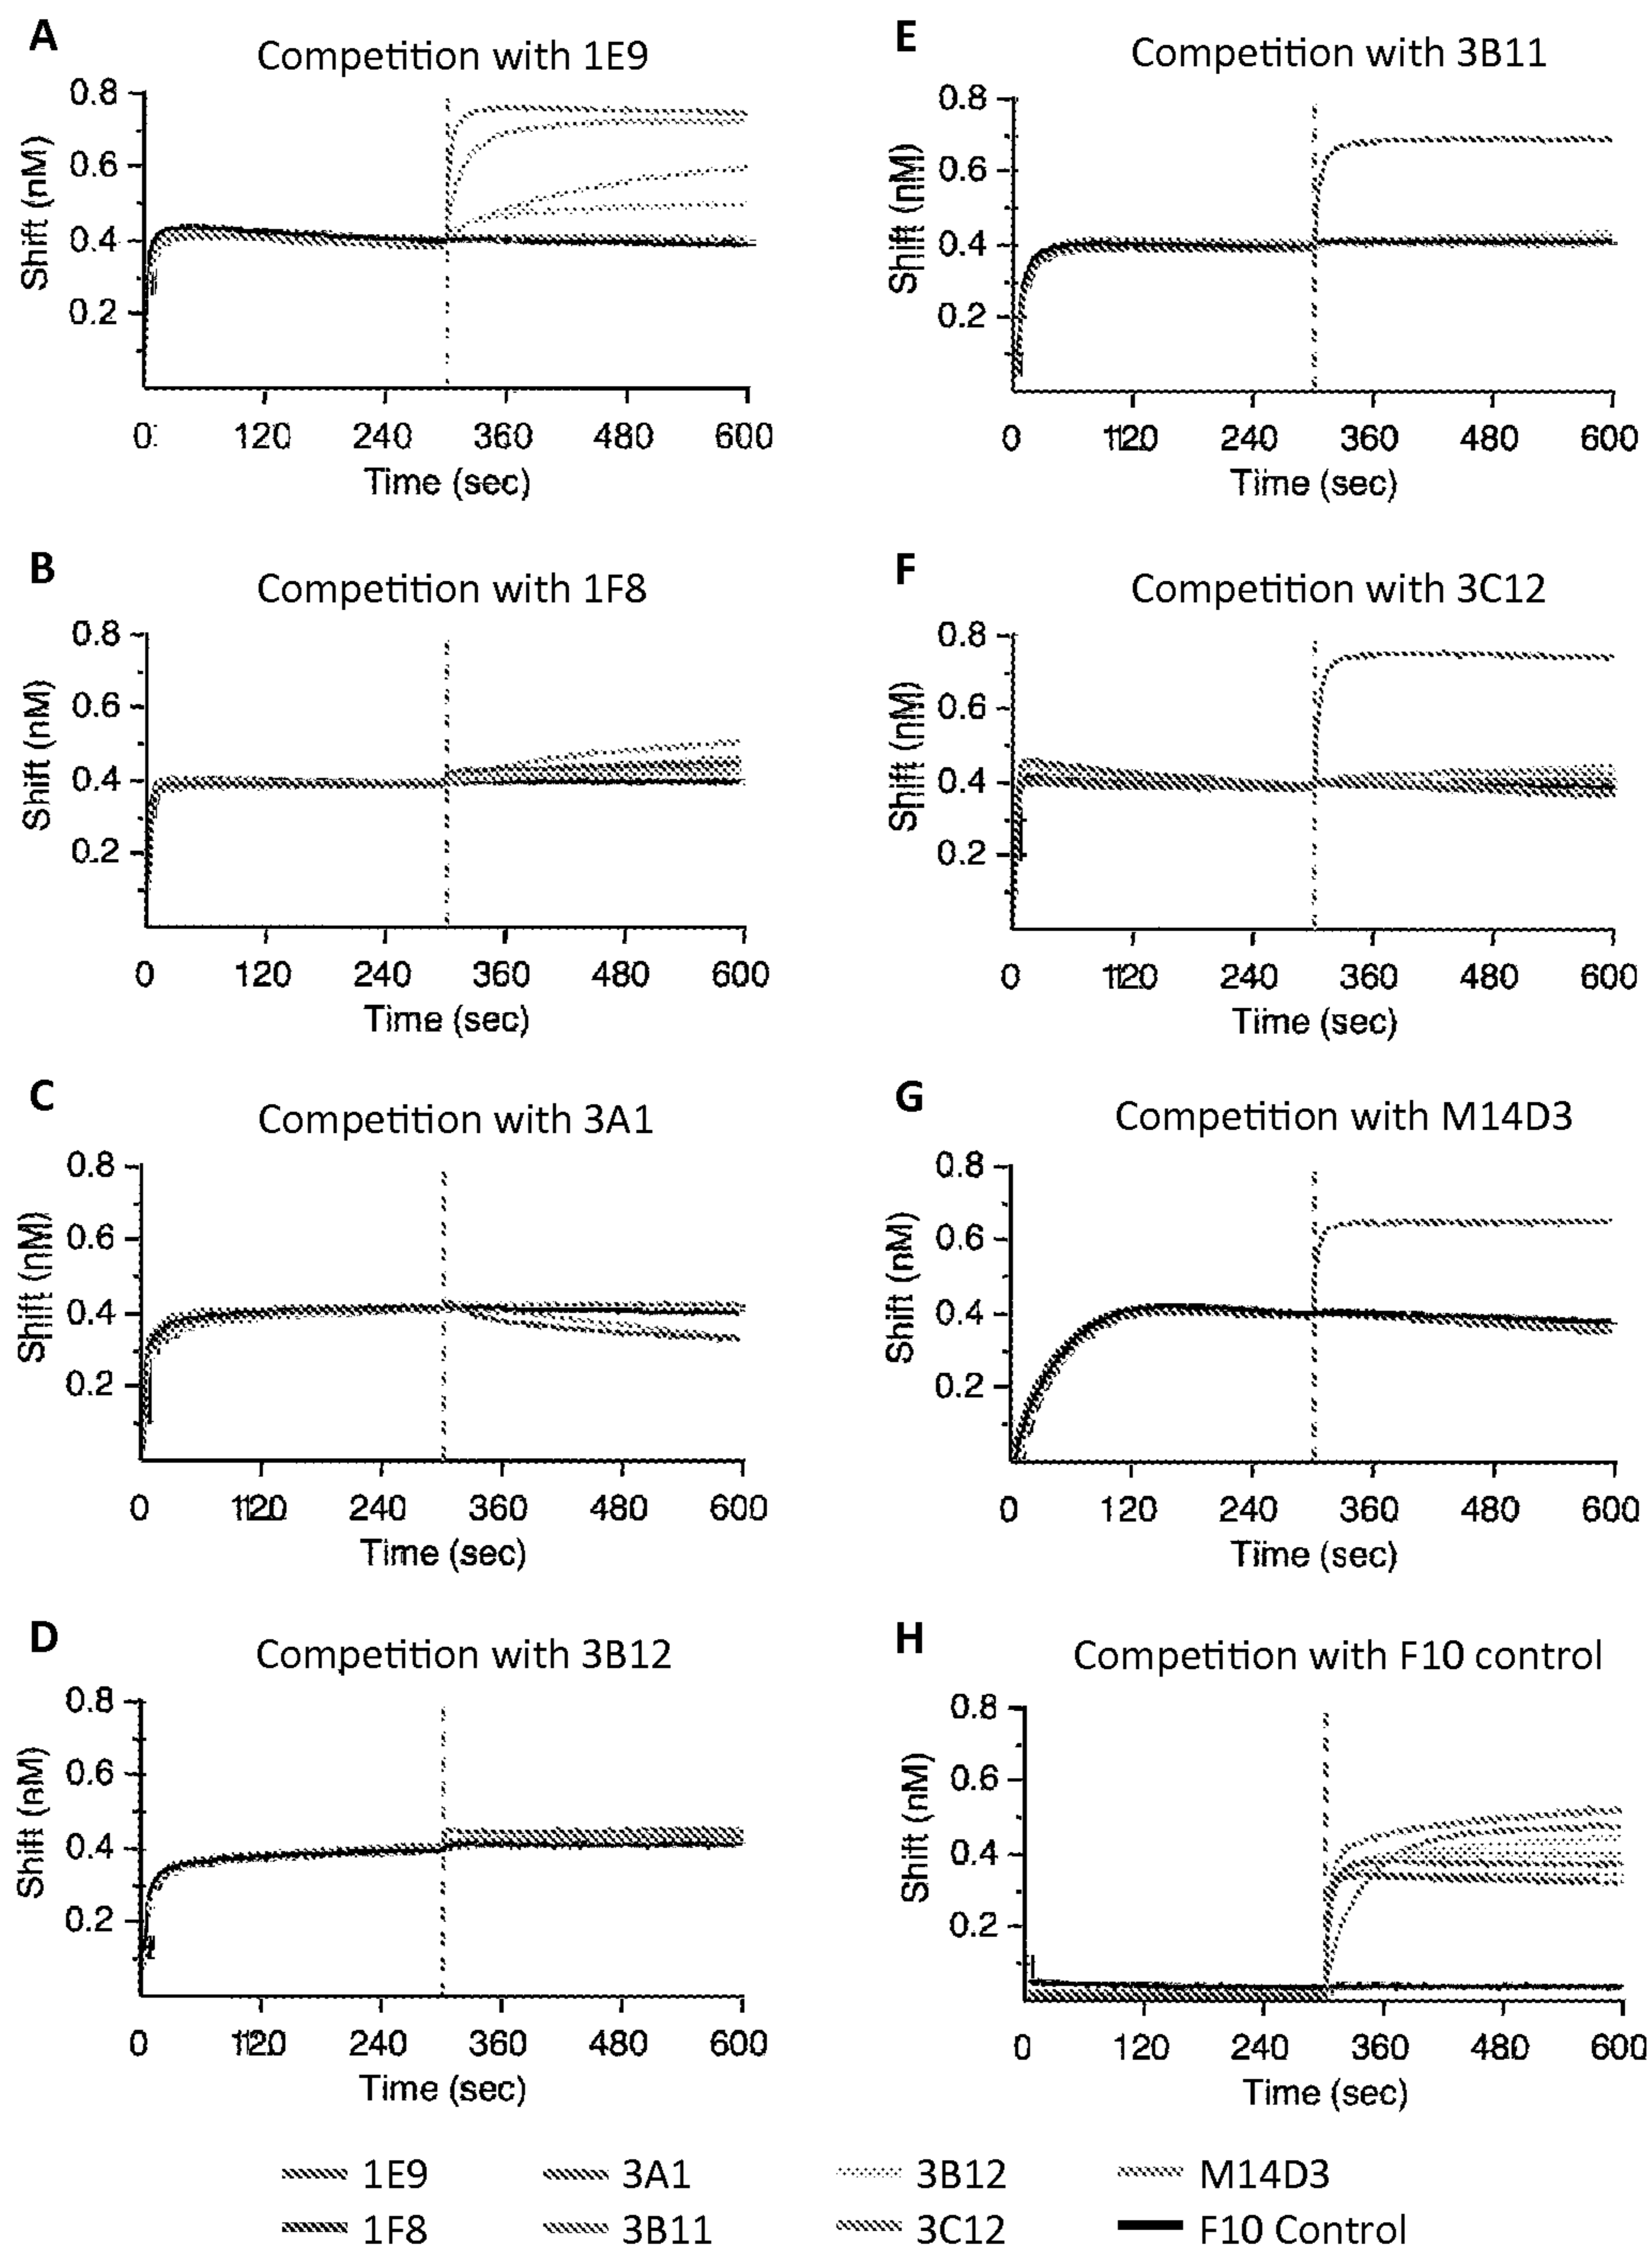 A
Competition with 1E9
0.8
0.6
0.4
0.2
Shift (nM)
0 120 240 360 480 600
Time (sec)
B
Competition with 1F8
0.8
0.6
0.4
0.2
Shift (nM)
0 120 240 360 480 600
Time (sec)
C
Competition with 3A1
0.8
0.6
0.4
0.2
Shift (nM)
0 120 240 360 480 600
Time (sec)
D
Competition with 3B12
0.8
0.6
0.4
0.2
Shift (nM)
0 120 240 360 480 600
Time (sec)
E
Competition with 3B11
0.8
0.6
0.4
0.2
Shift (nM)
0 120 240 360 480 600
Time (sec)
F
Competition with 3C12
0.8
0.6
0.4
0.2
Shift (nM)
0 120 240 360 480 600
Time (sec)
G
Competition with M14D3
0.8
0.6
0.4
0.2
Shift (nM)
0 120 240 360 480 600
Time (sec)
H
Competition with F10 control
0.8
0.6
0.4
0.2
Shift (nM)
0 120 240 360 480 600
Time (sec)
1E9 3A1 3B12 M14D3
1F8 3B11 3C12 F10 Control